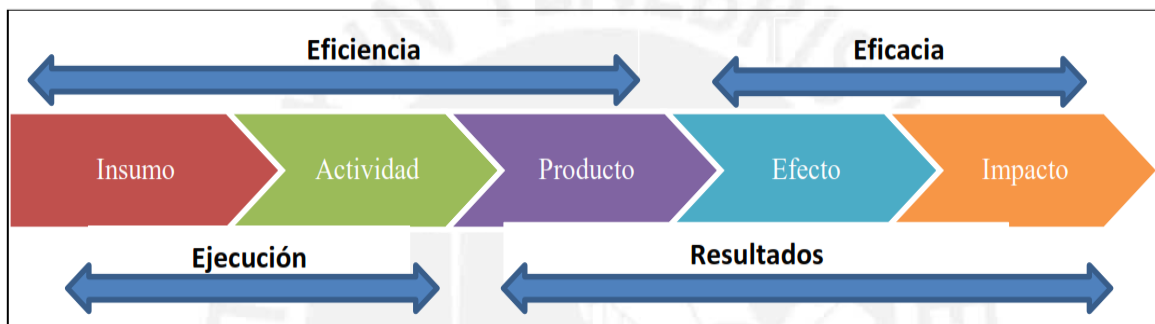 Eficiencia Eficacia
Insumo Actividad Producto Efecto Impacto
Ejecución Resultados